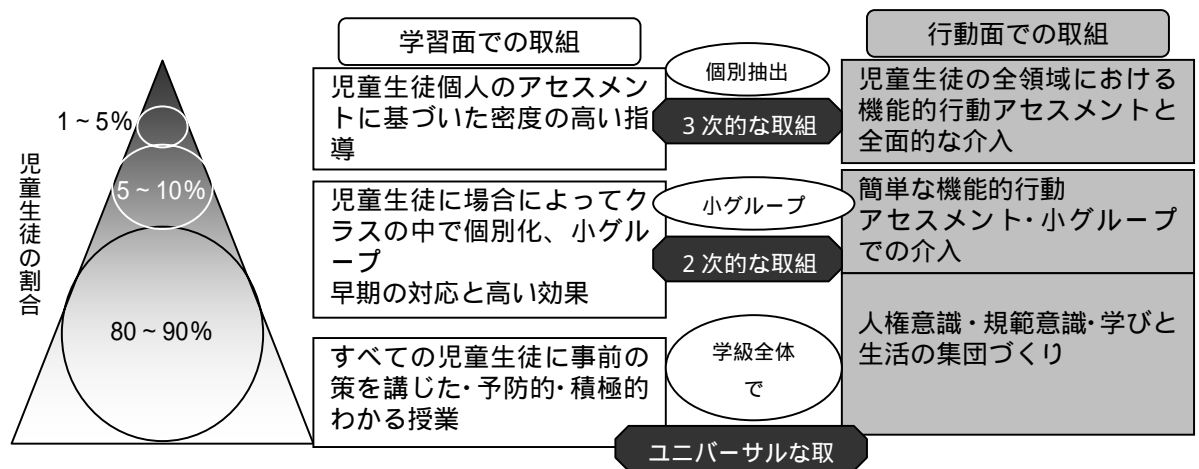 学習面での取組
行動面での取組
児童生徒の割合
1~5%
5~10%
80~90%
児童生徒個人のアセスメン
トに基づいた密度の高い指
導
個別抽出
3次的な取組
児童生徒の全領域における
機能的行動アセスメントと
全面的な介入
児童生徒に場合によってク
ラスの中で個別化、小グル
ープ
早期の対応と高い効果
小グループ
2次的な取組
簡単な機能的行動
アセスメント・小グループ
での介入
すべての児童生徒に事前の
策を講じた・予防的・積極的
わかる授業
学級全体
で
ユニバーサルな取
人権意識・規範意識・学びと
生活の集団づくり